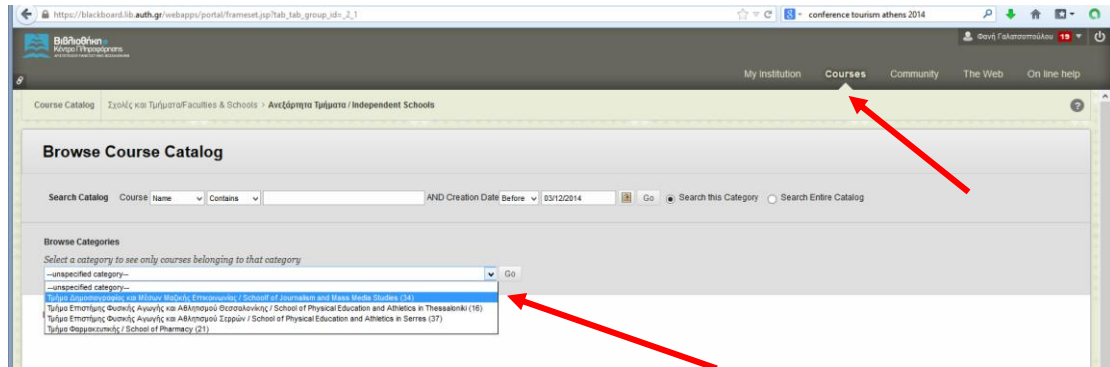 https://blackboard.lib.auth.gr/webapps/portal/frameset.jsp?tab_tab_group_id=_2_1
conference tourism athens 2014
Βιβλιοθήκη
Κέντρο Πληροφόρησης
Φανή Γαλατσοπούλου 19
My Institution Courses Community The Web On line help
Course Catalog Σχολές και Τμήματα/Faculties & Schools > Ανεξάρτητα Τμήματα / Independent Schools
Browse Course Catalog
Search Catalog Course Name Contains AND Creation Date Before 03/12/2014 Go Search this Category Search Entire Catalog
Browse Categories
Select a category to see only courses belonging to that category
--unspecified category-- Go
--unspecified category--
Τμήμα Δημοσιογραφίας και Μέσων Μαζικής Επικοινωνίας / Schoolf of Journalism and Mass Media Studies (34)
Τμήμα Επιστήμης Φυσικής Αγωγής και Αθλητισμού Θεσσαλονίκης / School of Physical Education and Athletics in Thessaloniki (16)
Τμήμα Επιστήμης Φυσικής Αγωγής και Αθλητισμού Σερρών / School of Physical Education and Athletics in Serres (37)
Τμήμα Φαρμακευτικής / School of Pharmacy (21)